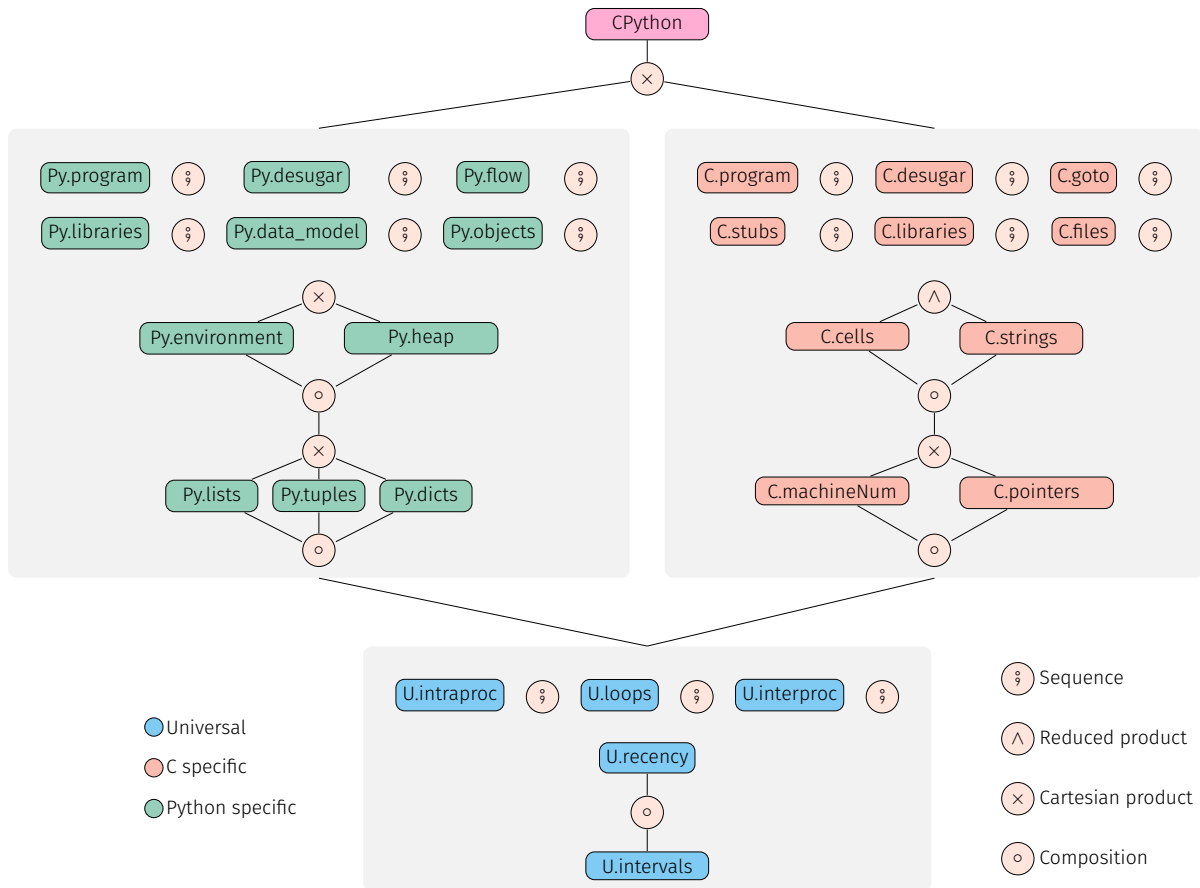 CPython
×
Py.program ; Py.desugar ; Py.flow ;
C.program ; C.desugar ; C.goto ;
Py.libraries ; Py.data_model ; Py.objects ;
C.stubs ; C.libraries ; C.files ;
×
∧
Py.environment Py.heap
C.cells C.strings
∘
∘
×
×
Py.lists Py.tuples Py.dicts
C.machineNum C.pointers
∘
∘
U.intraproc ; U.loops ; U.interproc ;
U.recency
∘
U.intervals
Universal
C specific
Python specific
; Sequence
∧ Reduced product
× Cartesian product
∘ Composition